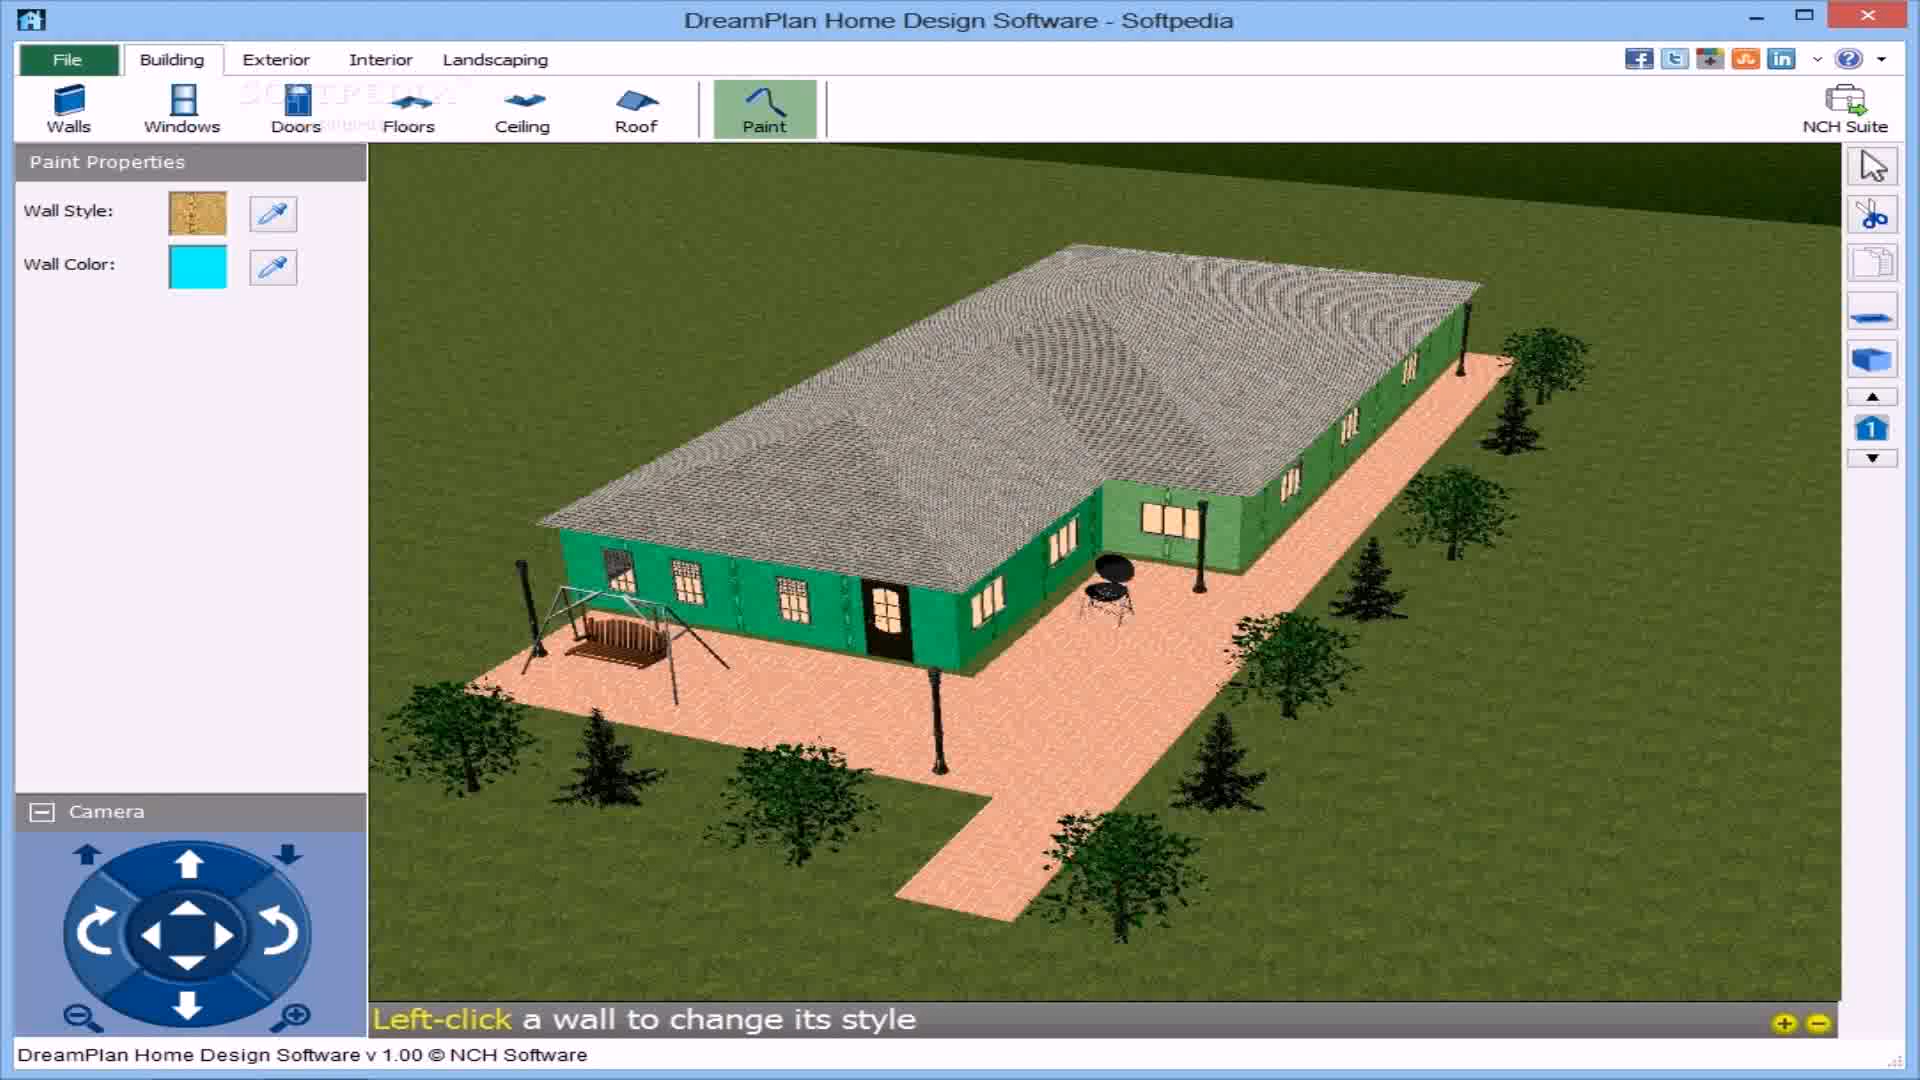 DreamPlan Home Design Software - Softpedia
File Building Exterior Interior Landscaping
SOFTPEDIA
Walls Windows Doors Floors Ceiling Roof Paint NCH Suite
Paint Properties
Wall Style:
Wall Color:
1
Camera
Left-click a wall to change its style
DreamPlan Home Design Software v 1.00 © NCH Software